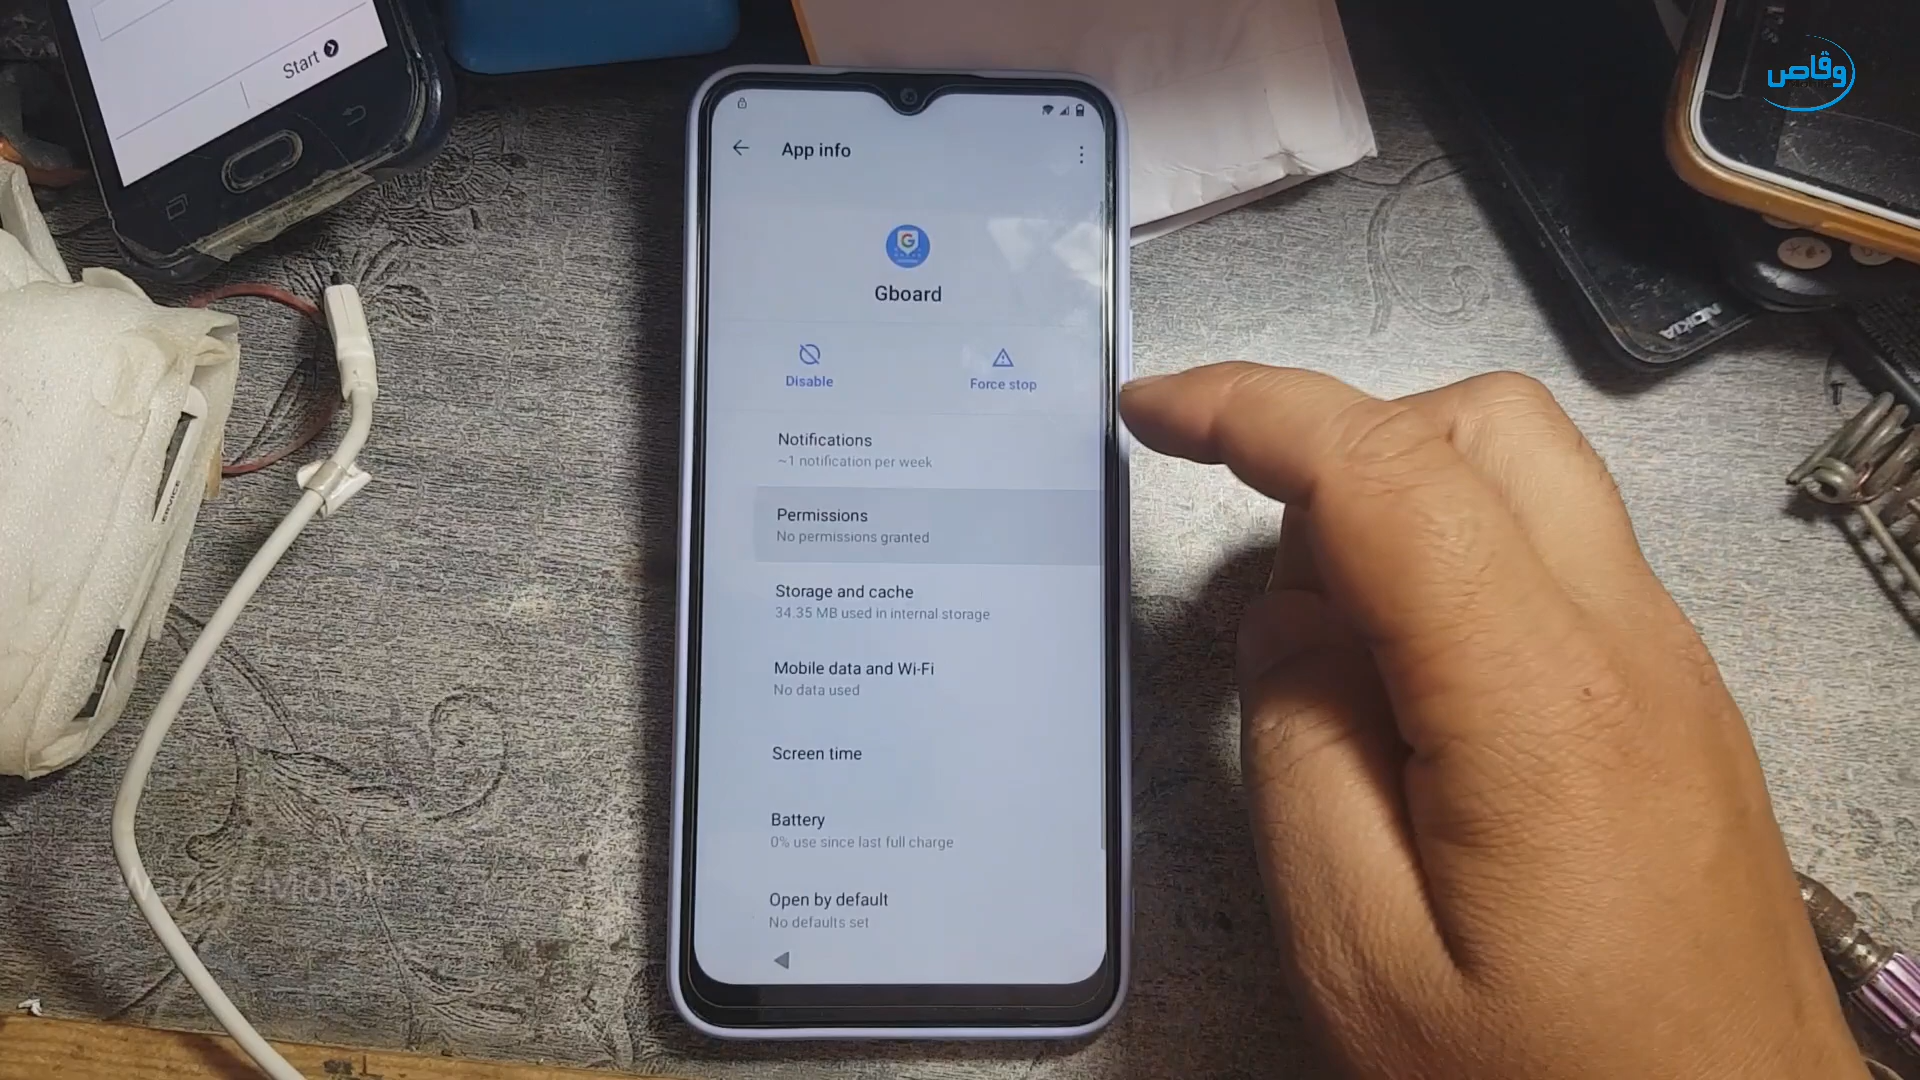 Start
وقاص
App info
Gboard
Disable
Force stop
Notifications
~1 notification per week
Permissions
No permissions granted
Storage and cache
34.35 MB used in internal storage
Mobile data and Wi-Fi
No data used
Screen time
Battery
0% use since last full charge
Open by default
No defaults set
NOKIA